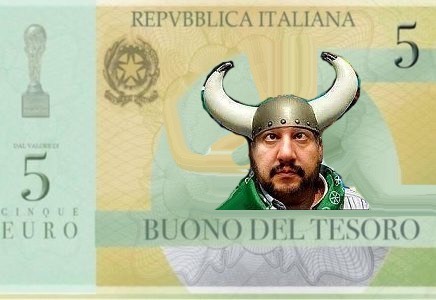 REPVBBLICA ITALIANA
5
DAL VALORE DI
5
CINQUE
EURO
BUONO DEL TESORO